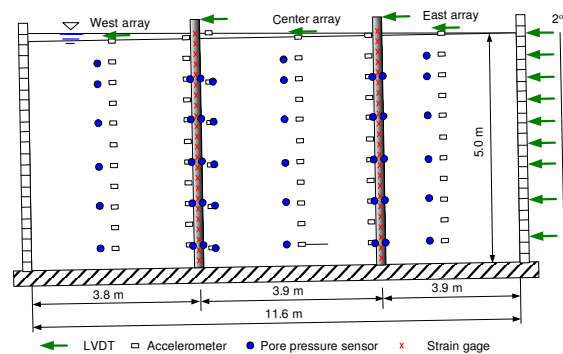 West array
Center array
East array
2°
5.0 m
3.8 m
3.9 m
3.9 m
11.6 m
LVDT
Accelerometer
Pore pressure sensor
x Strain gage